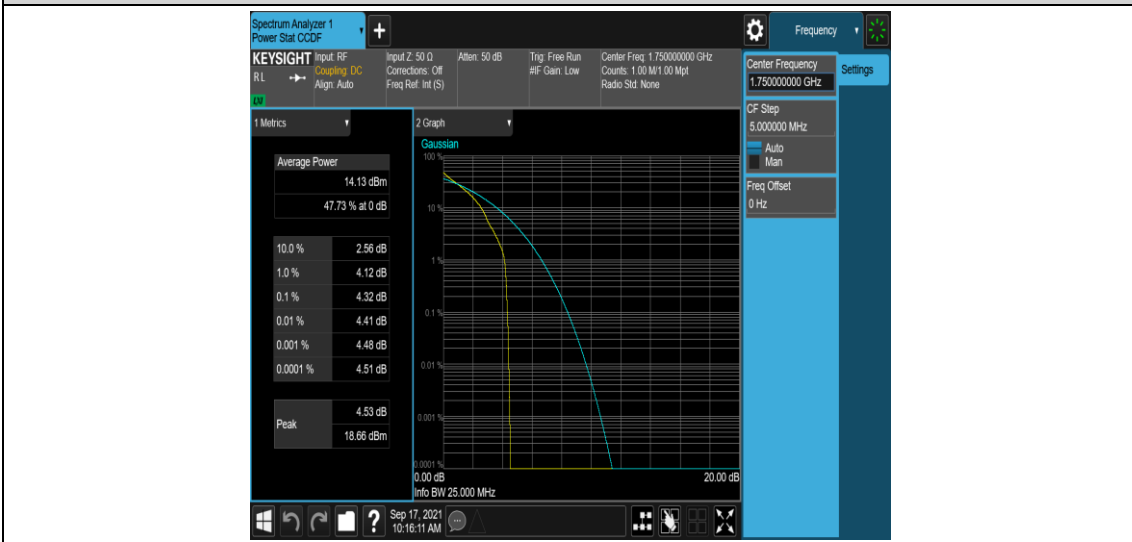 Spectrum Analyzer 1
Power Stat CCDF
+
Frequency
KEYSIGHT
RL
LXI
Input: RF
Coupling: DC
Align: Auto
Input Z: 50 Ω
Corrections: Off
Freq Ref: Int (S)
Atten: 50 dB
Trig: Free Run
#IF Gain: Low
Center Freq: 1.750000000 GHz
Counts: 1.00 M/1.00 Mpt
Radio Std: None
Center Frequency
1.750000000 GHz
Settings
CF Step
5.000000 MHz
Auto
Man
Freq Offset
0 Hz
1 Metrics
Average Power
14.13 dBm
47.73 % at 0 dB
10.0 % 2.56 dB
1.0 % 4.12 dB
0.1 % 4.32 dB
0.01 % 4.41 dB
0.001 % 4.48 dB
0.0001 % 4.51 dB
Peak 4.53 dB
18.66 dBm
2 Graph
Gaussian
100 %
10 %
1 %
0.1 %
0.01 %
0.001 %
0.0001 %
0.00 dB 20.00 dB
Info BW 25.000 MHz
?
Sep 17, 2021
10:16:11 AM